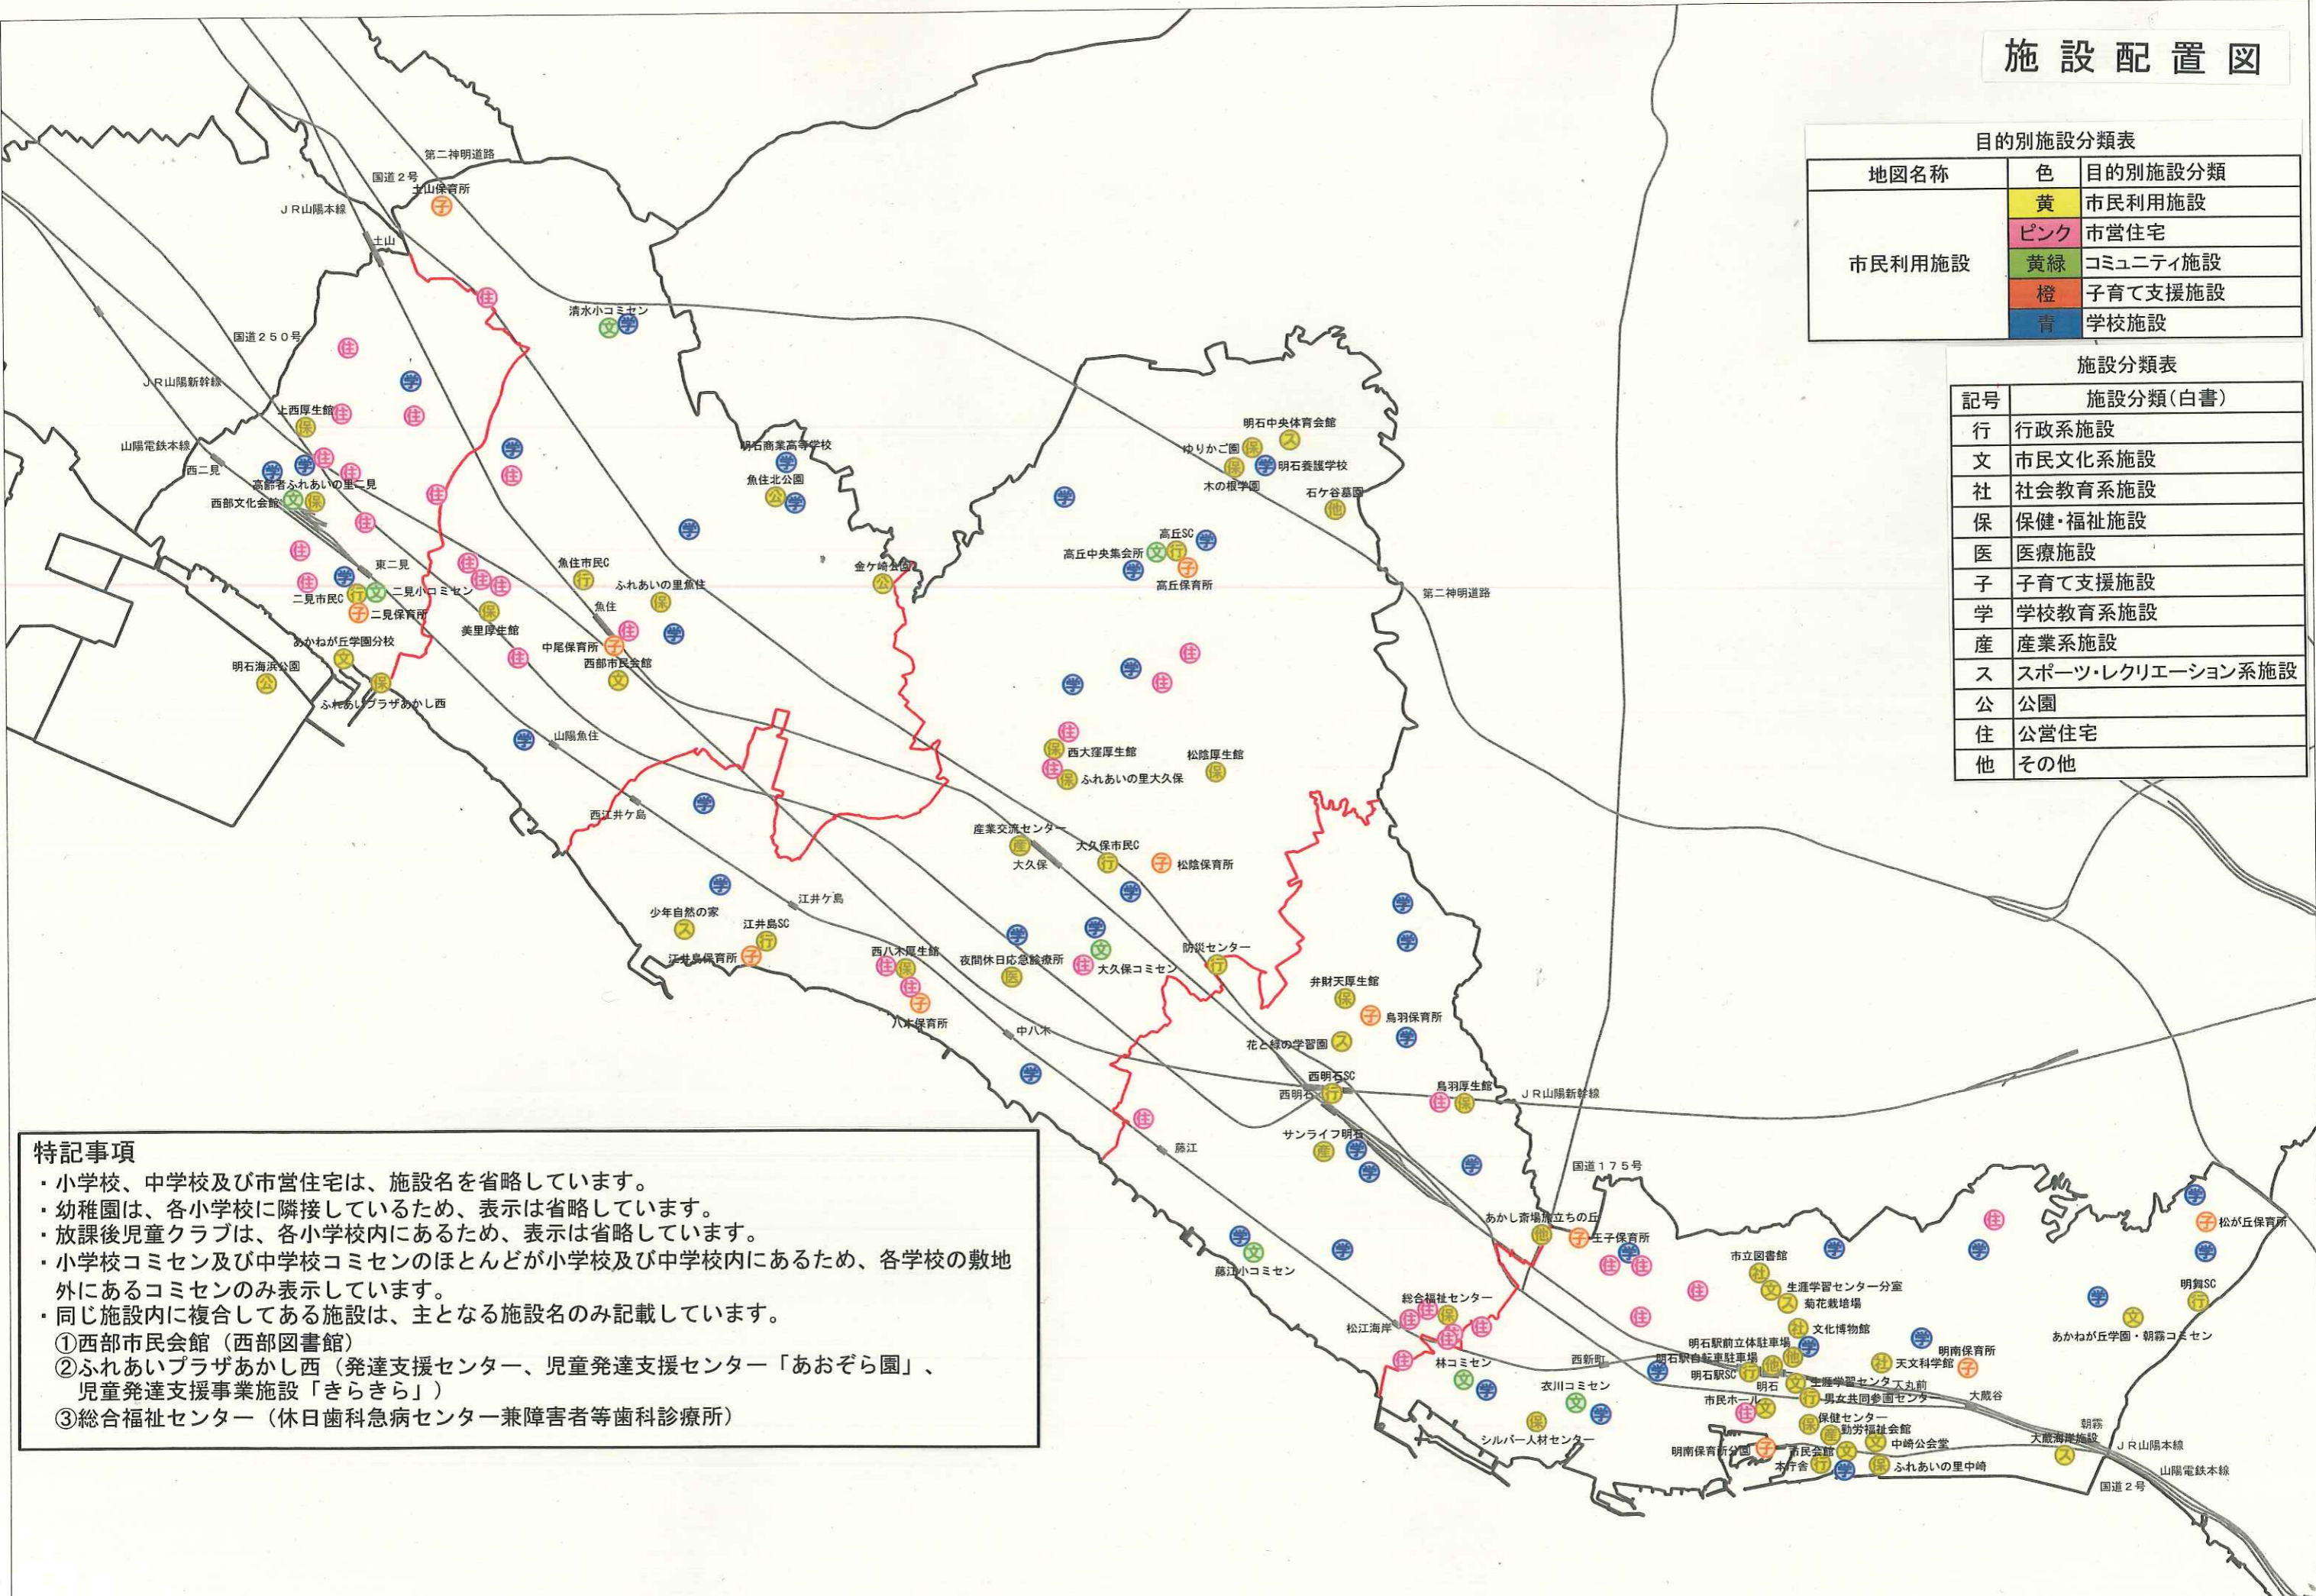 施設配置図
目的別施設分類表
地図名称 色 目的別施設分類
市民利用施設
黄 市民利用施設
ピンク 市営住宅
黄緑 コミュニティ施設
橙 子育て支援施設
青 学校施設
施設分類表
記号 施設分類(白書)
行 行政系施設
文 市民文化系施設
社 社会教育系施設
保 保健・福祉施設
医 医療施設
子 子育て支援施設
学 学校教育系施設
産 産業系施設
ス スポーツ・レクリエーション系施設
公 公園
住 公営住宅
他 その他
第二神明道路
国道2号
土山保育所
JR山陽本線
土山
清水小コミセン
国道250号
JR山陽新幹線
上西厚生館
山陽電鉄本線
西二見
高齢者ふれあいの里二見
西部文化会館
東二見
二見市民C
二見小コミセン
二見保育所
あかねが丘学園分校
明石海浜公園
ふれあいプラザあかし西
美里厚生館
魚住市民C
ふれあいの里魚住
魚住
中尾保育所
西部市民会館
山陽魚住
明石商業高等学校
魚住北公園
金ケ崎公園
明石中央体育会館
ゆりかご園
明石養護学校
木の根学園
石ケ谷墓園
高丘SC
高丘中央集会所
高丘保育所
第二神明道路
西大窪厚生館
松陰厚生館
ふれあいの里大久保
西江井ケ島
産業交流センター
大久保市民C
大久保
松陰保育所
江井ケ島
少年自然の家
江井島SC
江井島保育所
西八木厚生館
夜間休日応急診療所
大久保コミセン
防災センター
八木保育所
中八木
弁財天厚生館
鳥羽保育所
花と緑の学習園
西明石SC
西明石
鳥羽厚生館
JR山陽新幹線
サンライフ明石
藤江
国道175号
あかし斎場旅立ちの丘
王子保育所
藤江小コミセン
総合福祉センター
松江海岸
林コミセン
西新町
衣川コミセン
シルバー人材センター
市立図書館
生涯学習センター分室
菊花栽培場
文化博物館
明石駅前立体駐車場
明石駅自転車駐車場
明石駅SC
明石
天文科学館
明南保育所
生涯学習センター
人丸前
男女共同参画センター
大蔵谷
市民ホール
保健センター
勤労福祉会館
中崎公会堂
明南保育所分園
市民会館
本庁舎
ふれあいの里中崎
松が丘保育所
明舞SC
あかねが丘学園・朝霧コミセン
朝霧
大蔵海岸施設
JR山陽本線
山陽電鉄本線
国道2号
特記事項
・小学校、中学校及び市営住宅は、施設名を省略しています。
・幼稚園は、各小学校に隣接しているため、表示は省略しています。
・放課後児童クラブは、各小学校内にあるため、表示は省略しています。
・小学校コミセン及び中学校コミセンのほとんどが小学校及び中学校内にあるため、各学校の敷地
外にあるコミセンのみ表示しています。
・同じ施設内に複合してある施設は、主となる施設名のみ記載しています。
①西部市民会館(西部図書館)
②ふれあいプラザあかし西(発達支援センター、児童発達支援センター「あおぞら園」、
児童発達支援事業施設「きらきら」)
③総合福祉センター(休日歯科急病センター兼障害者等歯科診療所)